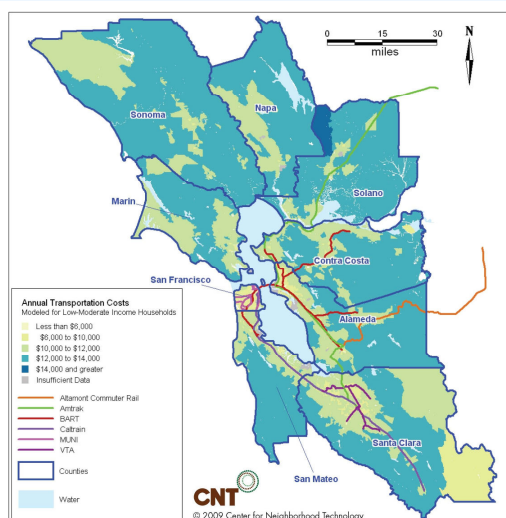 0 15 30
miles
N
Sonoma
Napa
Solano
Marin
Contra Costa
San Francisco
Alameda
Santa Clara
San Mateo
Annual Transportation Costs
Modeled for Low-Moderate Income Households
Less than $6,000
$6,000 to $10,000
$10,000 to $12,000
$12,000 to $14,000
$14,000 and greater
Insufficient Data
Altamont Commuter Rail
Amtrak
BART
Caltrain
MUNI
VTA
Counties
Water
CNT
© 2009 Center for Neighborhood Technology